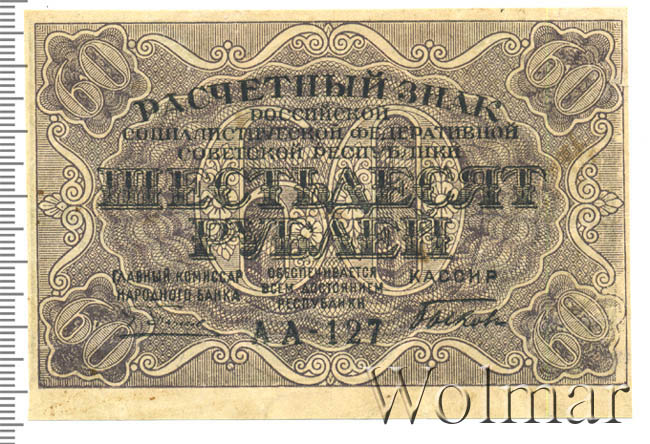 60 60
РАСЧЕТНЫЙ ЗНАК
РОССИЙСКОЙ
СОЦИАЛИСТИЧЕСКОЙ ФЕДЕРАТИВНОЙ
СОВЕТСКОЙ РЕСПУБЛИКИ
60
ШЕСТЬДЕСЯТ
РУБЛЕЙ
ГЛАВНЫЙ КОМИССАР
НАРОДНОГО БАНКА
ОБЕСПЕЧИВАЕТСЯ
ВСЕМ ДОСТОЯНИЕМ
РЕСПУБЛИКИ
КАССИР
АА-127
60 60
Wolmar